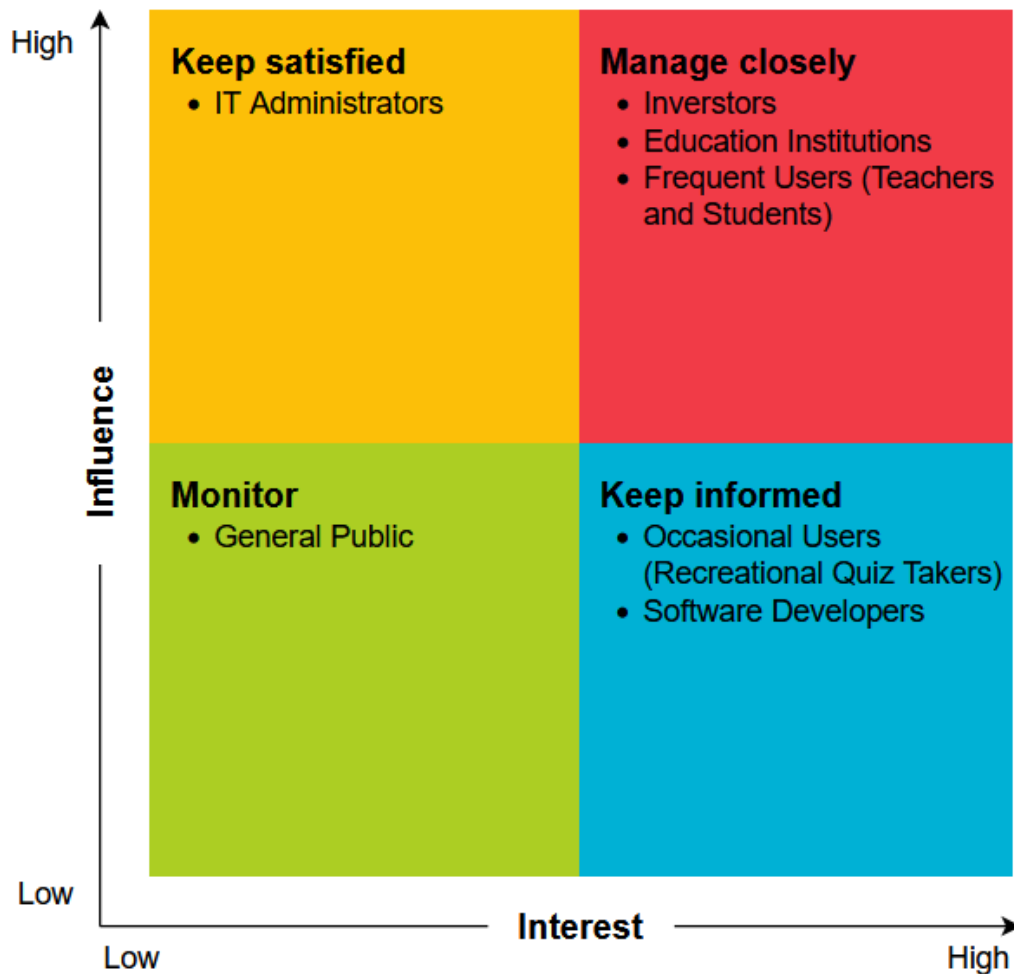 High
Keep satisfied
• IT Administrators
Manage closely
• Inverstors
• Education Institutions
• Frequent Users (Teachers
and Students)
Influence
Monitor
• General Public
Keep informed
• Occasional Users
(Recreational Quiz Takers)
• Software Developers
Low
Interest
Low
High